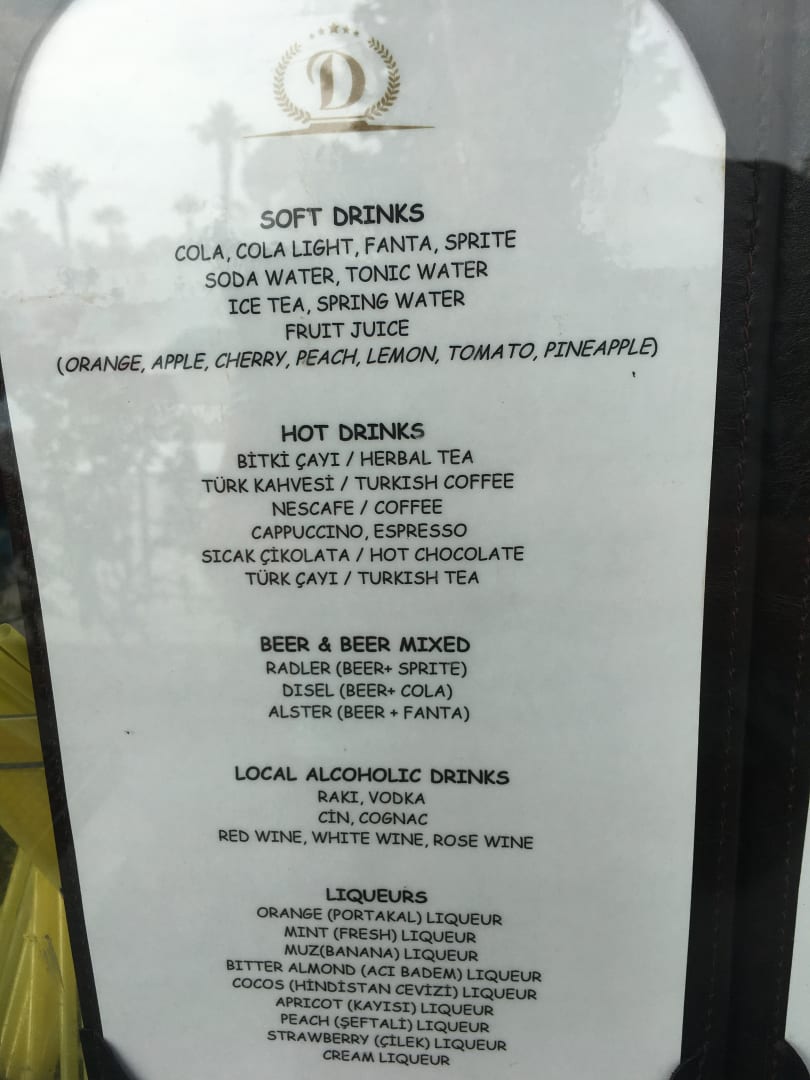 D
SOFT DRINKS
COLA, COLA LIGHT, FANTA, SPRITE
SODA WATER, TONIC WATER
ICE TEA, SPRING WATER
FRUIT JUICE
(ORANGE, APPLE, CHERRY, PEACH, LEMON, TOMATO, PINEAPPLE)
HOT DRINKS
BİTKİ ÇAYI / HERBAL TEA
TÜRK KAHVESİ / TURKISH COFFEE
NESCAFE / COFFEE
CAPPUCCINO, ESPRESSO
SICAK ÇİKOLATA / HOT CHOCOLATE
TÜRK ÇAYI / TURKISH TEA
BEER & BEER MIXED
RADLER (BEER+ SPRITE)
DISEL (BEER+ COLA)
ALSTER (BEER + FANTA)
LOCAL ALCOHOLIC DRINKS
RAKI, VODKA
CİN, COGNAC
RED WINE, WHITE WINE, ROSE WINE
LIQUEURS
ORANGE (PORTAKAL) LIQUEUR
MINT (FRESH) LIQUEUR
MUZ(BANANA) LIQUEUR
BITTER ALMOND (ACI BADEM) LIQUEUR
COCOS (HİNDİSTAN CEVİZİ) LIQUEUR
APRICOT (KAYISI) LIQUEUR
PEACH (ŞEFTALİ) LIQUEUR
STRAWBERRY (ÇİLEK) LIQUEUR
CREAM LIQUEUR